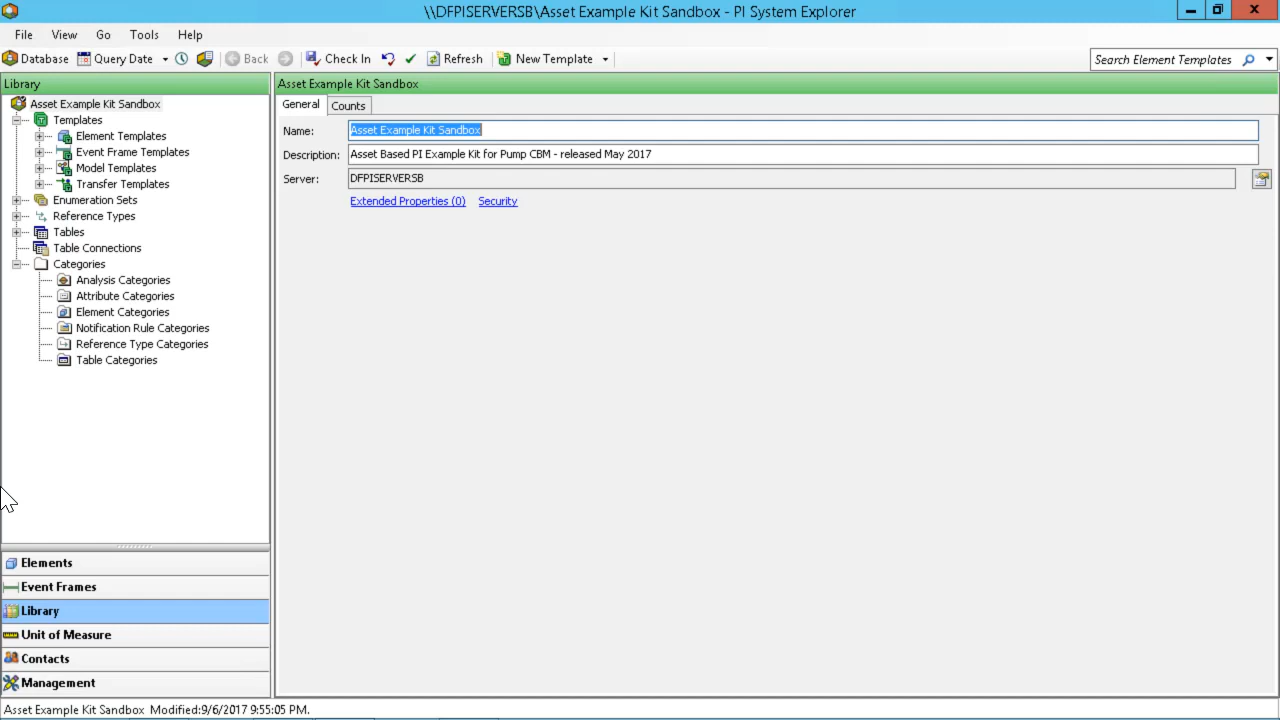 \\DFPISERVERSB\Asset Example Kit Sandbox - PI System Explorer
File View Go Tools Help
Database Query Date Back Check In Refresh New Template Search Element Templates
Library
Asset Example Kit Sandbox
Templates
Element Templates
Event Frame Templates
Model Templates
Transfer Templates
Enumeration Sets
Reference Types
Tables
Table Connections
Categories
Analysis Categories
Attribute Categories
Element Categories
Notification Rule Categories
Reference Type Categories
Table Categories
Elements
Event Frames
Library
Unit of Measure
Contacts
Management
Asset Example Kit Sandbox
General Counts
Name: Asset Example Kit Sandbox
Description: Asset Based PI Example Kit for Pump CBM - released May 2017
Server: DFPISERVERSB
Extended Properties (0) Security
Asset Example Kit Sandbox Modified:9/6/2017 9:55:05 PM.